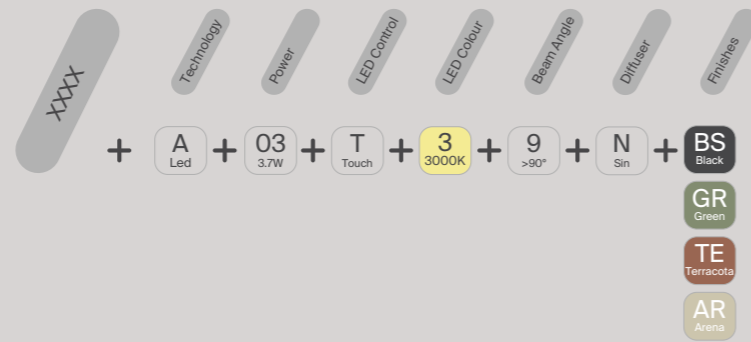 XXXX
Technology
Power
LED Control
LED Colour
Beam Angle
Diffuser
Finishes
+ A + 03 + T + 3 + 9 + N + BS
Led 3.7W Touch 3000K >90° Sin Black
GR
Green
TE
Terracota
AR
Arena